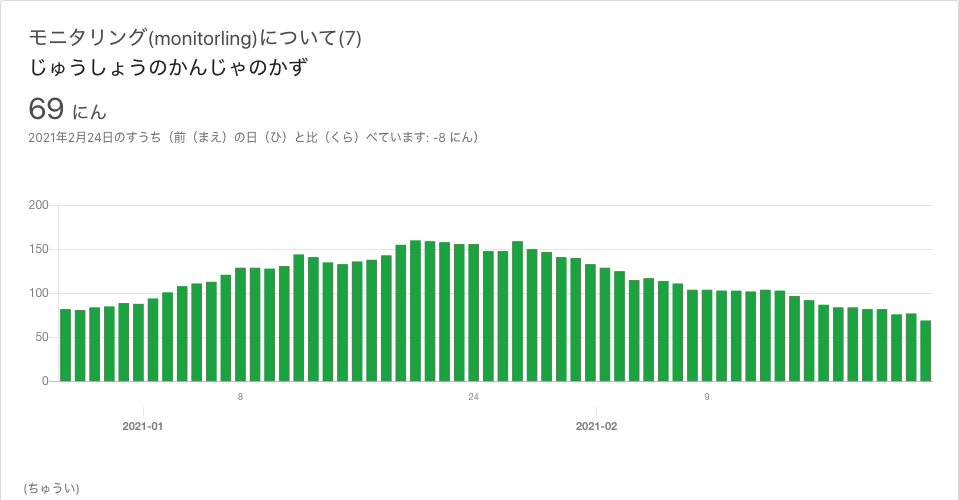 モニタリング(monitorling)について(7)
じゅうしょうのかんじゃのかず
69 にん
2021年2月24日のすうち（前（まえ）の日（ひ）と比（くら）べています: -8 にん）
200
150
100
50
0
8 24 9
2021-01 2021-02
(ちゅうい)